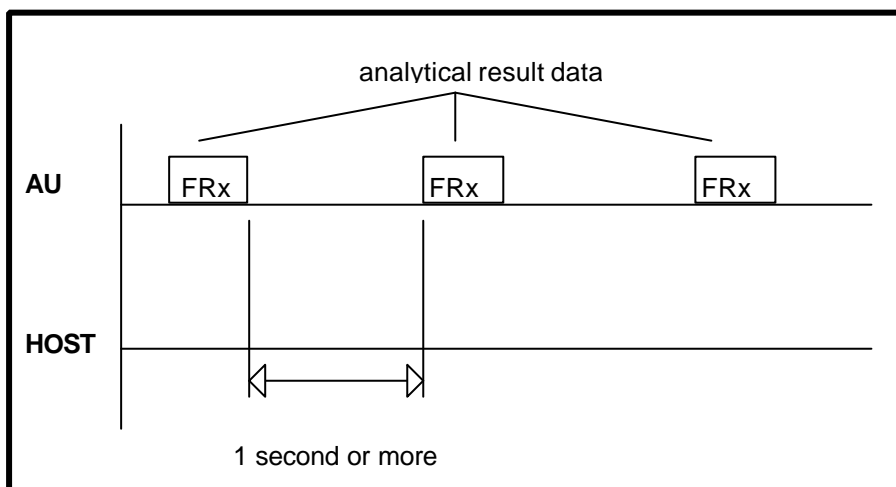 analytical result data
AU
FRx
FRx
FRx
HOST
1 second or more